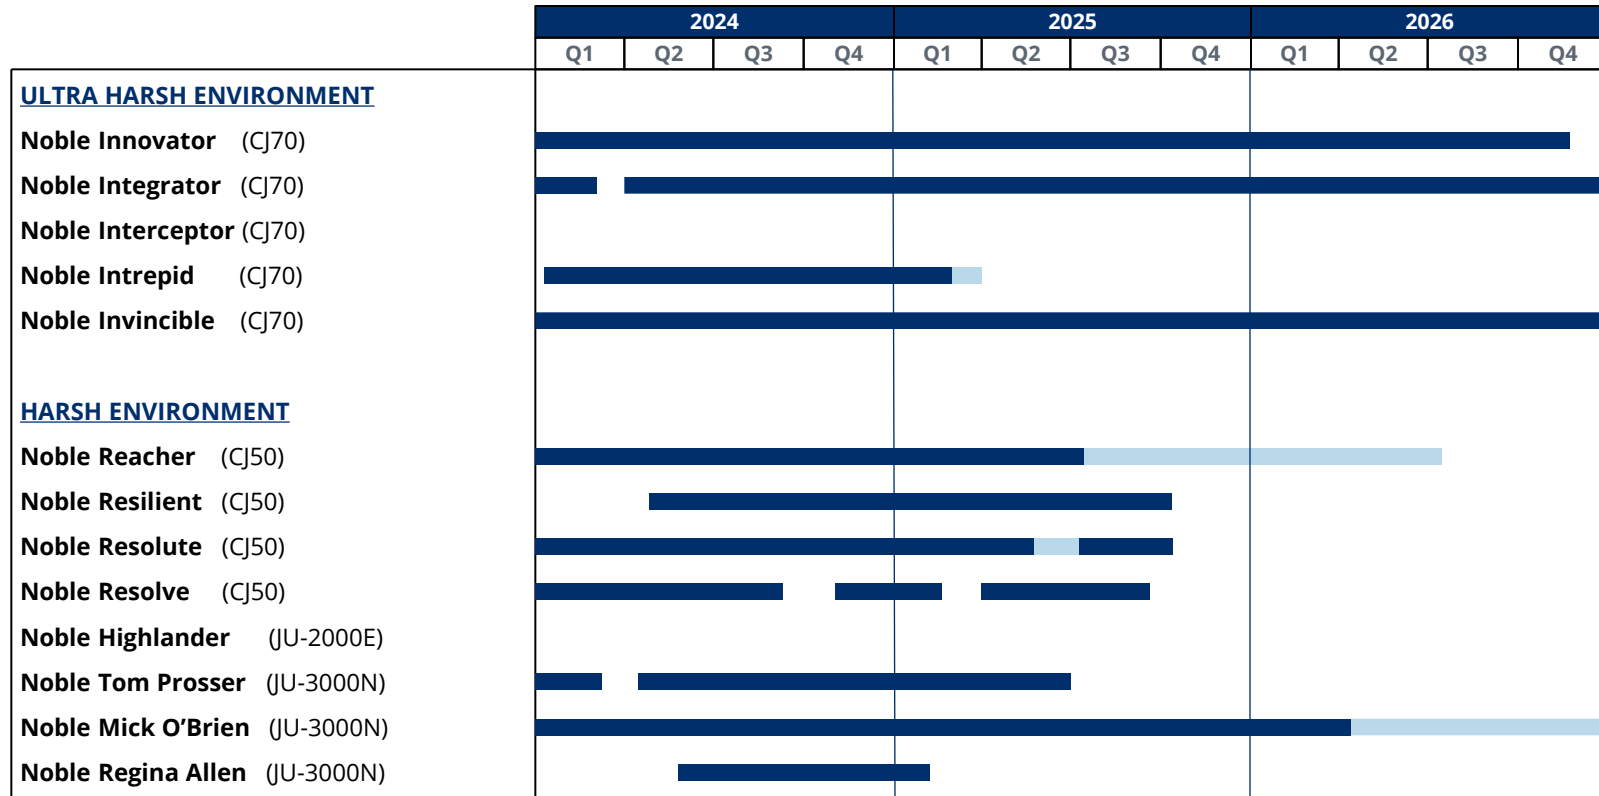 2024 2025 2026
Q1 Q2 Q3 Q4 Q1 Q2 Q3 Q4 Q1 Q2 Q3 Q4
ULTRA HARSH ENVIRONMENT
Noble Innovator (CJ70)
Noble Integrator (CJ70)
Noble Interceptor (CJ70)
Noble Intrepid (CJ70)
Noble Invincible (CJ70)
HARSH ENVIRONMENT
Noble Reacher (CJ50)
Noble Resilient (CJ50)
Noble Resolute (CJ50)
Noble Resolve (CJ50)
Noble Highlander (JU-2000E)
Noble Tom Prosser (JU-3000N)
Noble Mick O’Brien (JU-3000N)
Noble Regina Allen (JU-3000N)